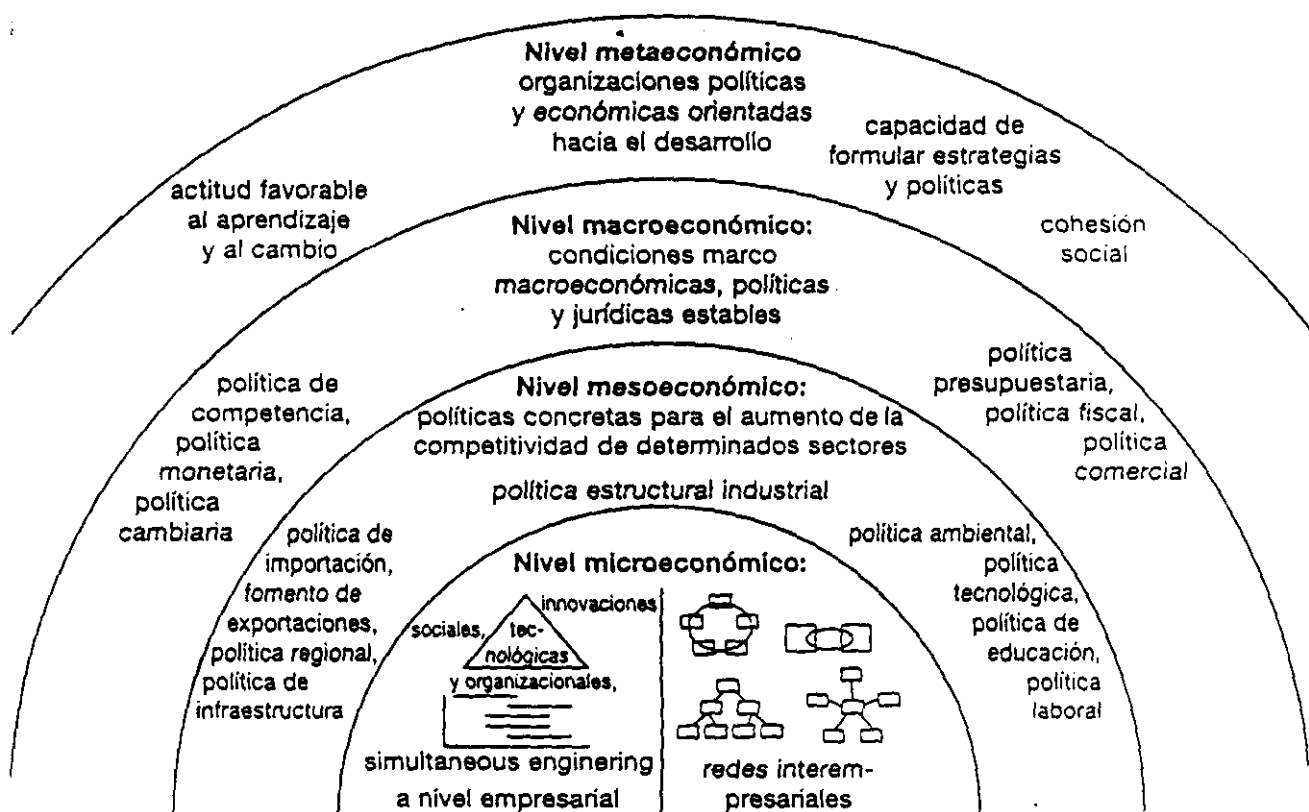 Nivel metaeconómico
organizaciones políticas
y económicas orientadas
hacia el desarrollo
actitud favorable
al aprendizaje
y al cambio
capacidad de
formular estrategias
y políticas
cohesión
social
Nivel macroeconómico:
condiciones marco
macroeconómicas, políticas
y jurídicas estables
política de
competencia,
política
monetaria,
política
cambiaria
política
presupuestaria,
política fiscal,
política
comercial
Nivel mesoeconómico:
políticas concretas para el aumento de la
competitividad de determinados sectores
política estructural industrial
política de
importación,
fomento de
exportaciones,
política regional,
política de
infraestructura
política ambiental,
política
tecnológica,
política de
educación,
política
laboral
Nivel microeconómico:
innovaciones
sociales,
tec-
nológicas
y organizacionales,
simultaneous enginering
a nivel empresarial
redes interem-
presariales